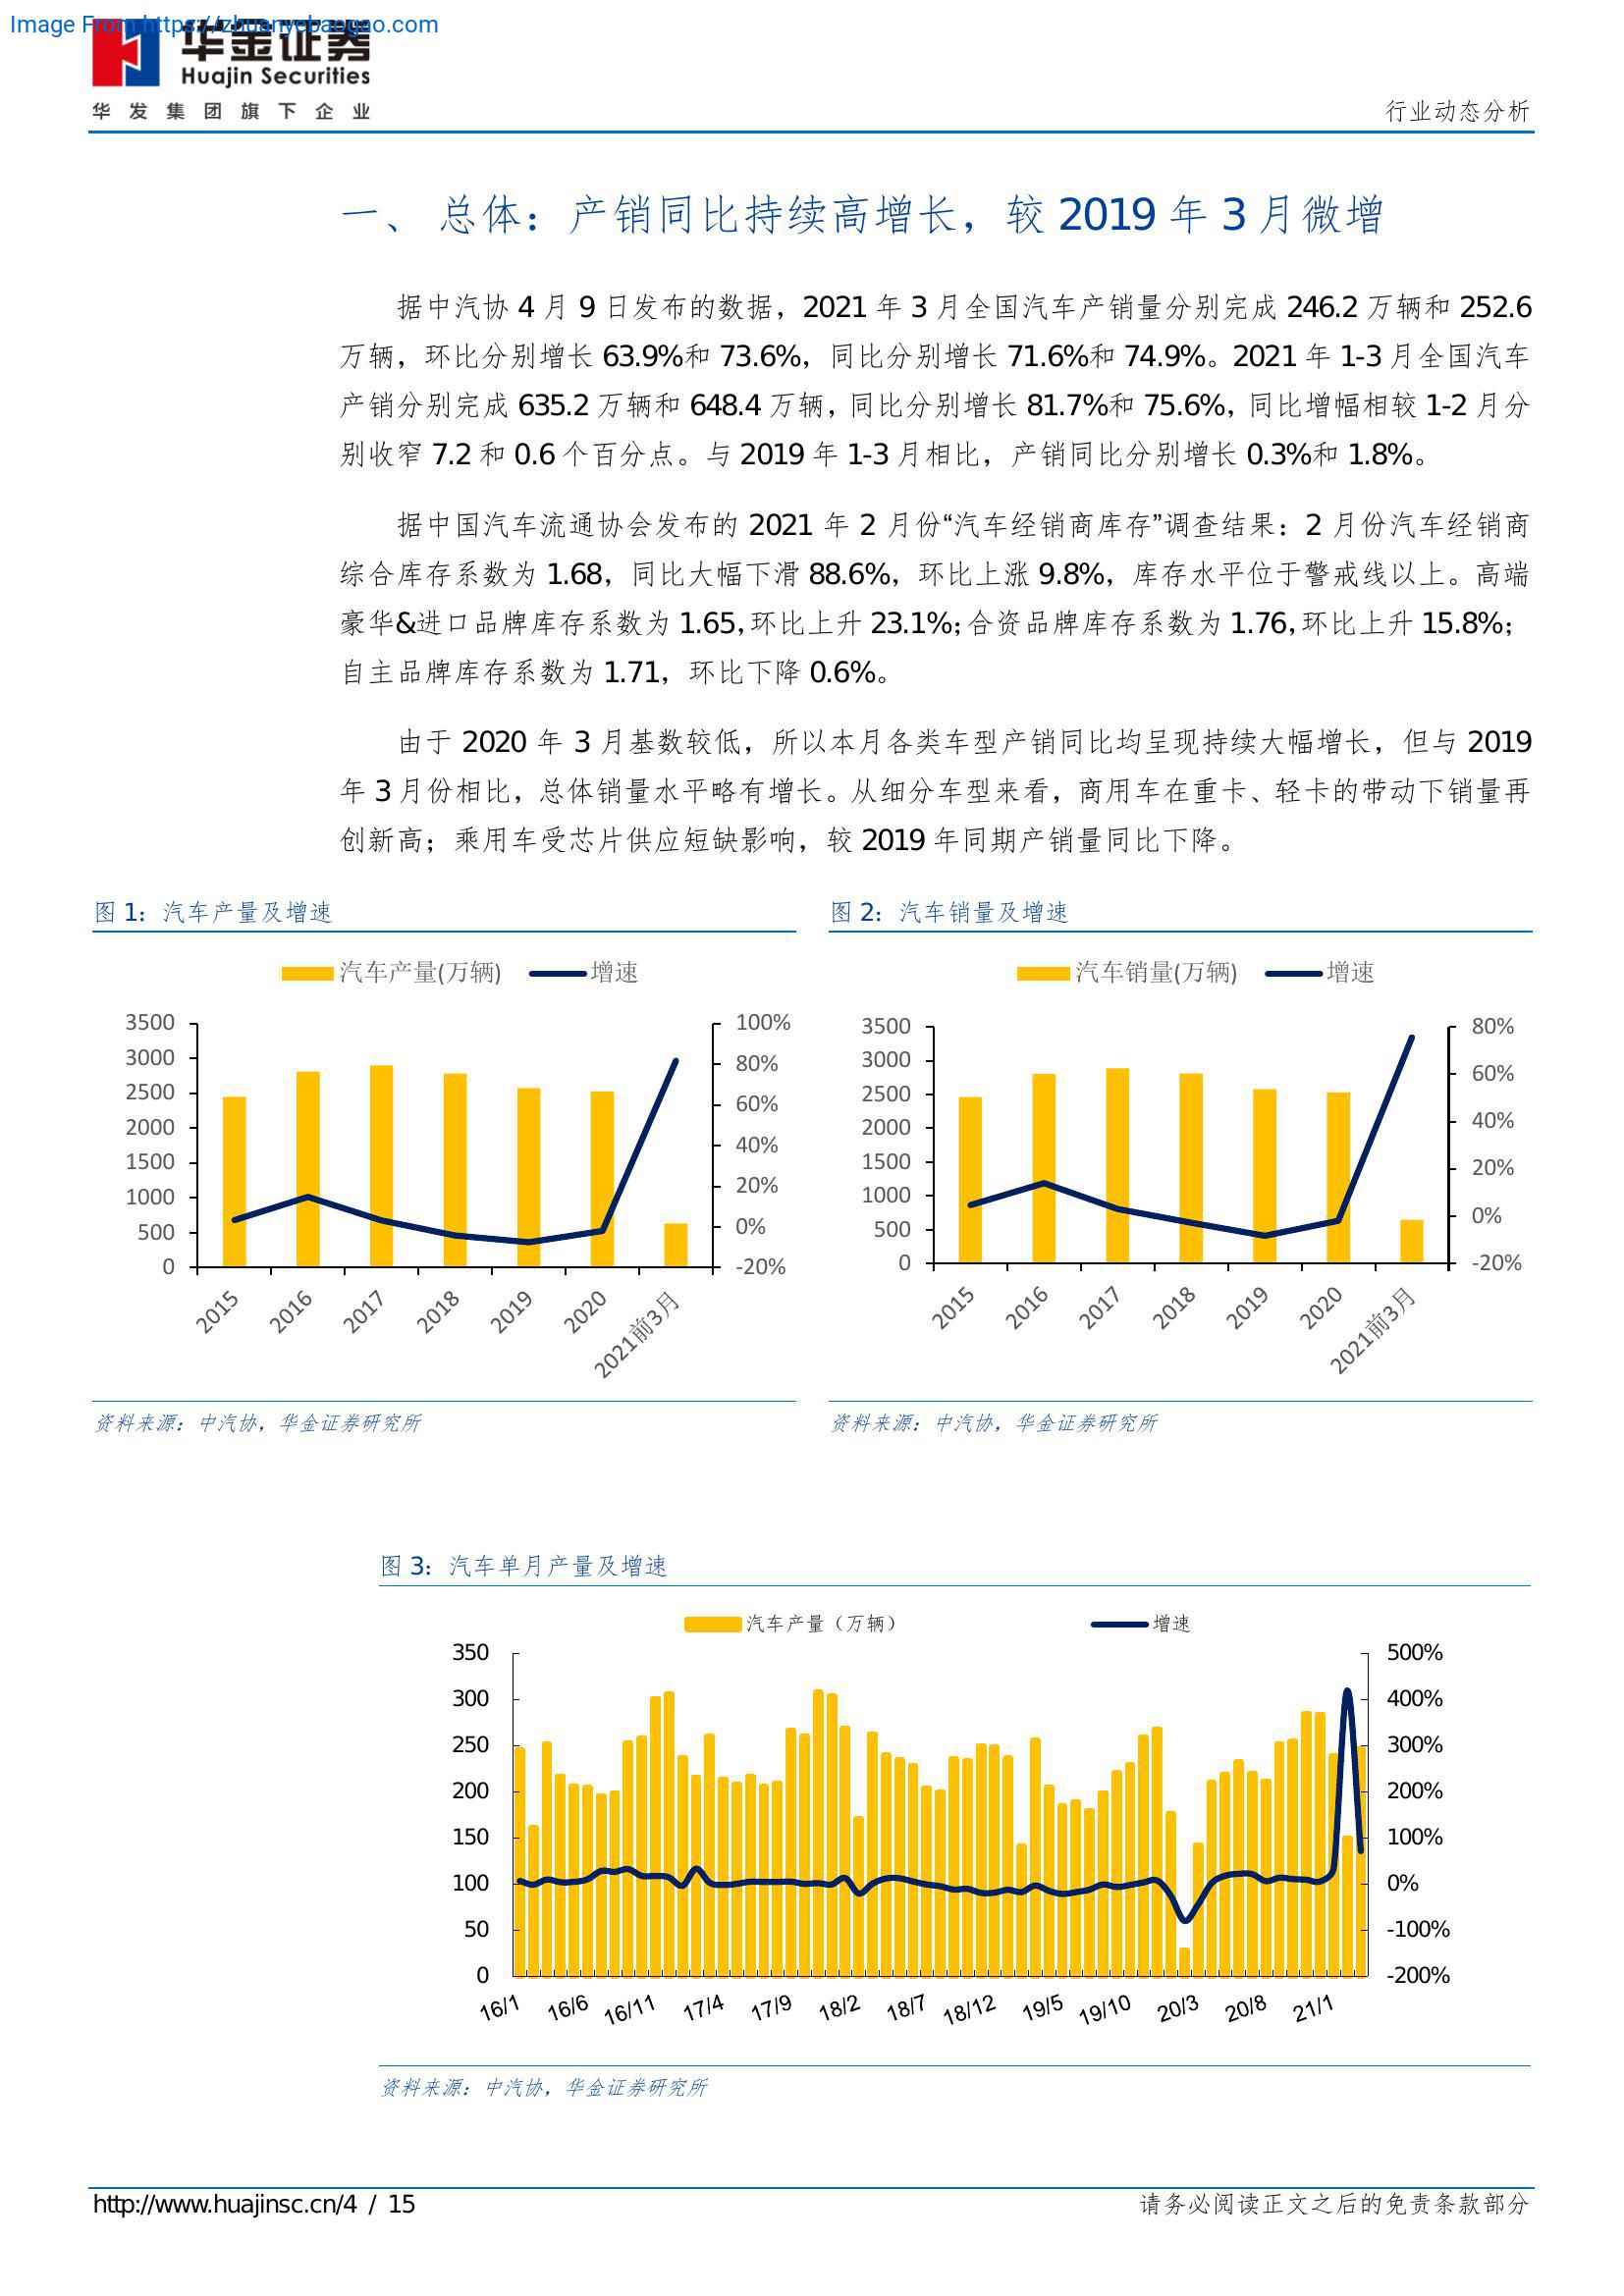 Image From https://zhuanyebaogao.com
华金证券
Huajin Securities
华发集团旗下企业
行业动态分析
一、 总体：产销同比持续高增长，较 2019 年 3 月微增
据中汽协 4 月 9 日发布的数据，2021 年 3 月全国汽车产销量分别完成 246.2 万辆和 252.6
万辆，环比分别增长 63.9%和 73.6%，同比分别增长 71.6%和 74.9%。2021 年 1-3 月全国汽车
产销分别完成 635.2 万辆和 648.4 万辆，同比分别增长 81.7%和 75.6%，同比增幅相较 1-2 月分
别收窄 7.2 和 0.6 个百分点。与 2019 年 1-3 月相比，产销同比分别增长 0.3%和 1.8%。
据中国汽车流通协会发布的 2021 年 2 月份“汽车经销商库存”调查结果：2 月份汽车经销商
综合库存系数为 1.68，同比大幅下滑 88.6%，环比上涨 9.8%，库存水平位于警戒线以上。高端
豪华&进口品牌库存系数为 1.65，环比上升 23.1%；合资品牌库存系数为 1.76，环比上升 15.8%；
自主品牌库存系数为 1.71，环比下降 0.6%。
由于 2020 年 3 月基数较低，所以本月各类车型产销同比均呈现持续大幅增长，但与 2019
年 3 月份相比，总体销量水平略有增长。从细分车型来看，商用车在重卡、轻卡的带动下销量再
创新高；乘用车受芯片供应短缺影响，较 2019 年同期产销量同比下降。
图 1：汽车产量及增速
汽车产量(万辆) 增速
3500
3000
2500
2000
1500
1000
500
0
100%
80%
60%
40%
20%
0%
-20%
2015 2016 2017 2018 2019 2020 2021前3月
资料来源：中汽协，华金证券研究所
图 2：汽车销量及增速
汽车销量(万辆) 增速
3500
3000
2500
2000
1500
1000
500
0
80%
60%
40%
20%
0%
-20%
2015 2016 2017 2018 2019 2020 2021前3月
资料来源：中汽协，华金证券研究所
图 3：汽车单月产量及增速
汽车产量（万辆） 增速
350
300
250
200
150
100
50
0
500%
400%
300%
200%
100%
0%
-100%
-200%
16/1 16/6 16/11 17/4 17/9 18/2 18/7 18/12 19/5 19/10 20/3 20/8 21/1
资料来源：中汽协，华金证券研究所
http://www.huajinsc.cn/4 / 15
请务必阅读正文之后的免责条款部分